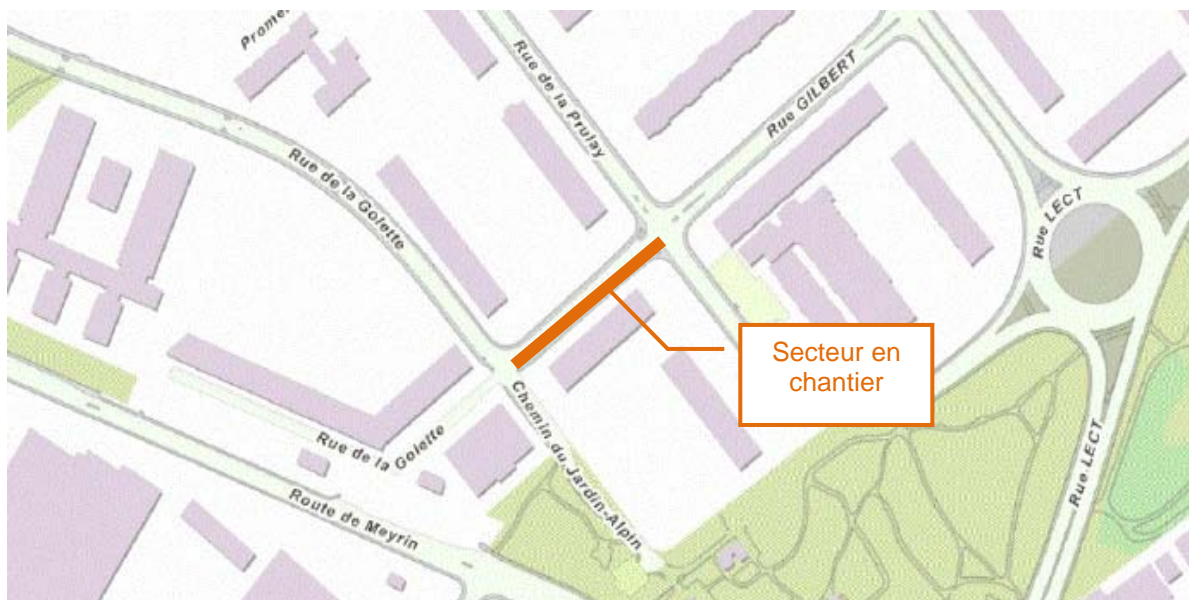 Prome
Rue de la Prulay
Rue GILBERT
Rue de la Golette
Rue LECT
Secteur en
chantier
Chemin du Jardin-Alpin
Rue de la Golette
Rue LECT
Route de Meyrin